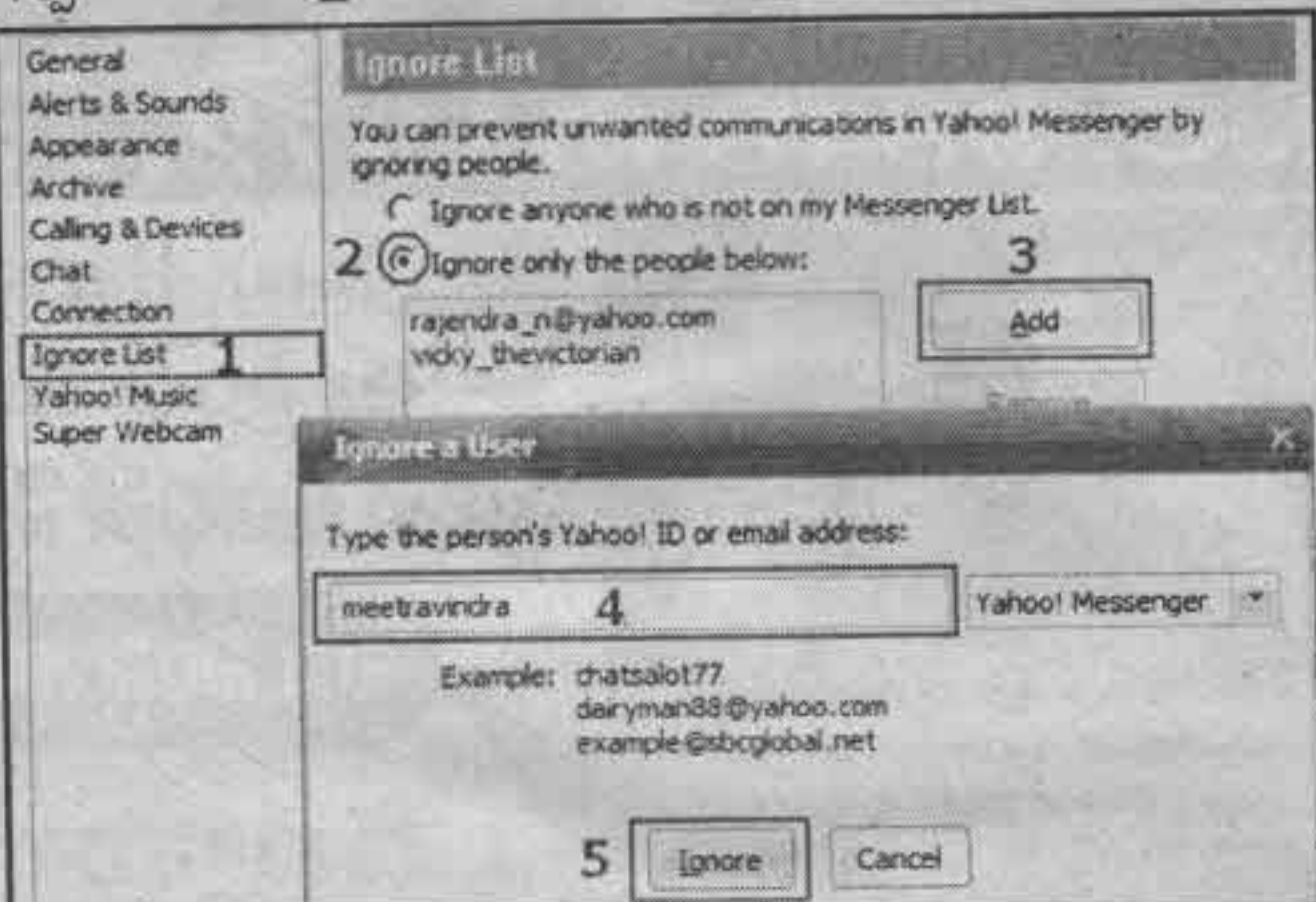 General
Alerts & Sounds
Appearance
Archive
Calling & Devices
Chat
Connection
Ignore List 1
Yahoo! Music
Super Webcam
Ignore List
You can prevent unwanted communications in Yahoo! Messenger by
ignoring people.
Ignore anyone who is not on my Messenger List.
2 Ignore only the people below:
3
rajendra_n@yahoo.com
vicky_thevictorian
Add
Remove
Ignore a User
Type the person's Yahoo! ID or email address:
meetravindra 4 Yahoo! Messenger
Example: chatsalot77
dairyman88@yahoo.com
example@sbcglobal.net
5 Ignore Cancel